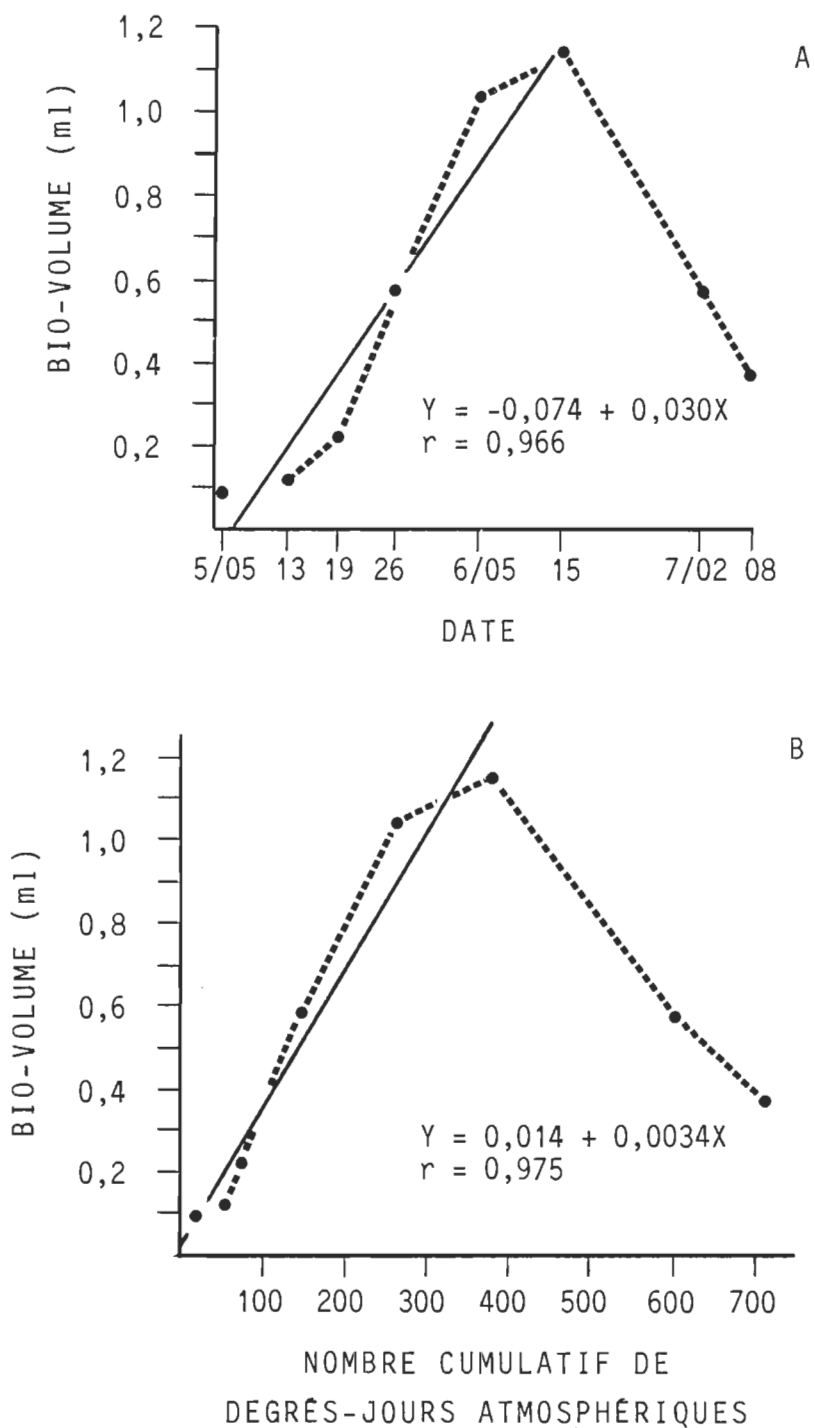 A
BIO-VOLUME (ml)
1,2
1,0
0,8
0,6
0,4
0,2
Y = -0,074 + 0,030X
r = 0,966
5/05 13 19 26 6/05 15 7/02 08
DATE
B
BIO-VOLUME (ml)
1,2
1,0
0,8
0,6
0,4
0,2
Y = 0,014 + 0,0034X
r = 0,975
100 200 300 400 500 600 700
NOMBRE CUMULATIF DE
DEGRÉS-JOURS ATMOSPHÉRIQUES